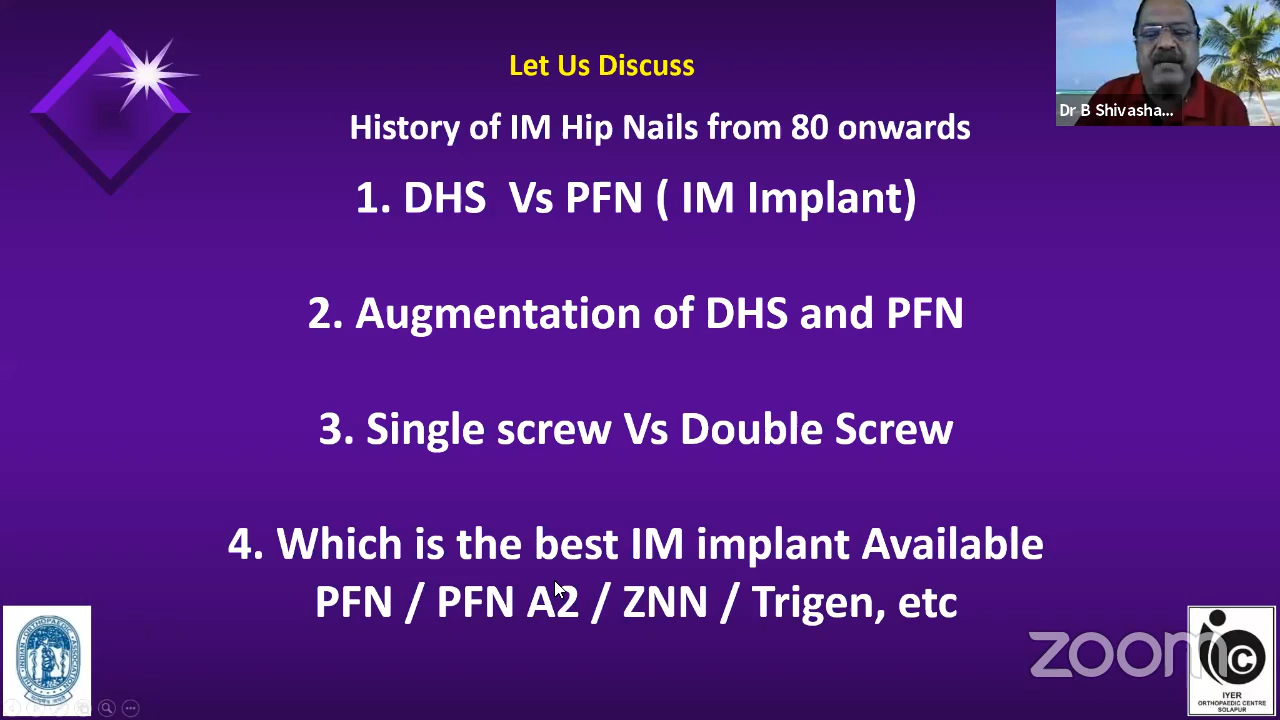 Let Us Discuss
History of IM Hip Nails from 80 onwards
1. DHS Vs PFN ( IM Implant)
2. Augmentation of DHS and PFN
3. Single screw Vs Double Screw
4. Which is the best IM implant Available
PFN / PFN A2 / ZNN / Trigen, etc
Dr B Shivasha...
zoom
IYER
ORTHOPAEDIC CENTRE
SOLAPUR